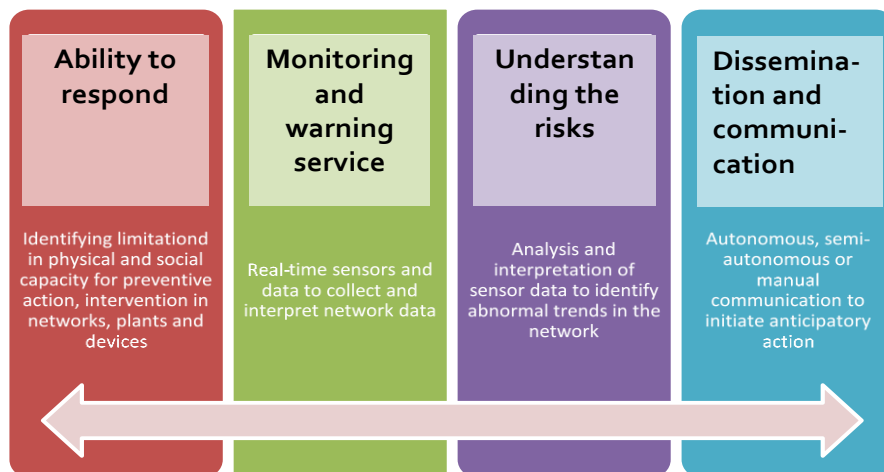 Ability to
respond
Identifying limitationd
in physical and social
capacity for preventive
action, intervention in
networks, plants and
devices
Monitoring
and
warning
service
Real-time sensors and
data to collect and
interpret network data
Understan
ding the
risks
Analysis and
interpretation of
sensor data to identify
abnormal trends in the
network
Dissemina-
tion and
communi-
cation
Autonomous, semi-
autonomous or
manual
communication to
initiate anticipatory
action